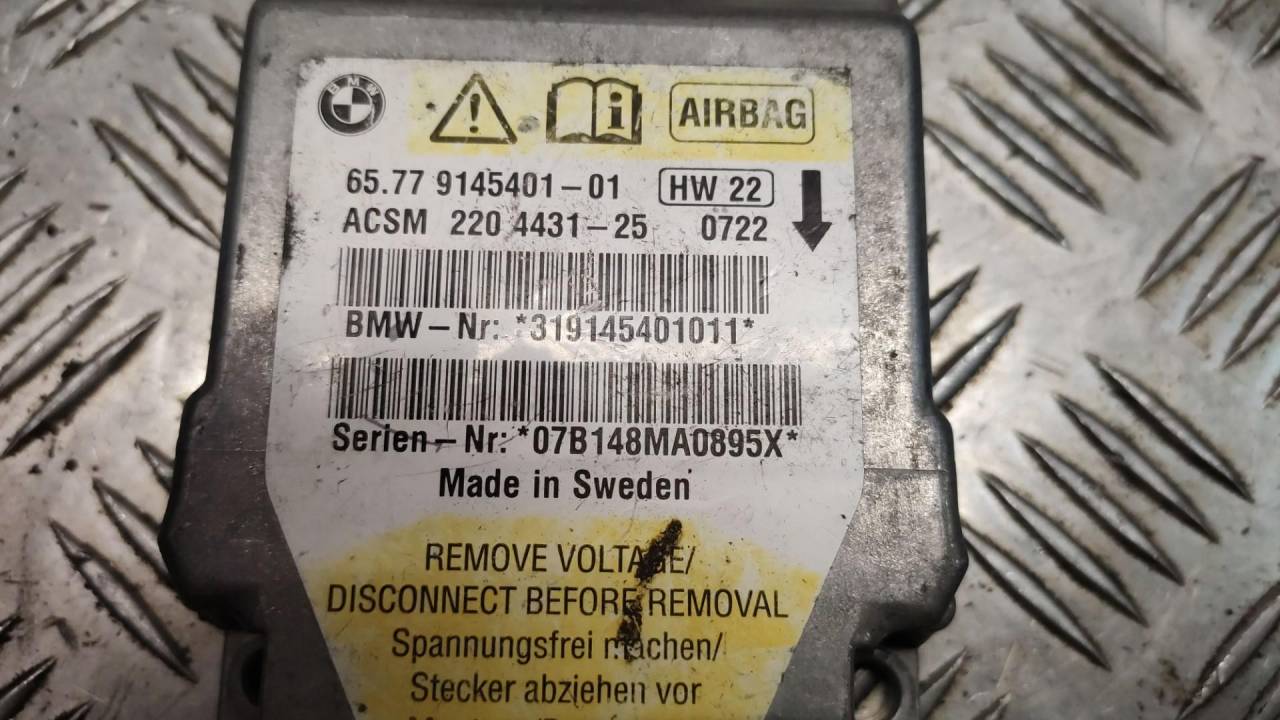 BMW
AIRBAG
65.77 9145401-01 HW 22
ACSM 220 4431-25 0722
BMW-Nr: *319145401011*
Serien-Nr: *07B148MA0895X*
Made in Sweden
REMOVE VOLTAGE/
DISCONNECT BEFORE REMOVAL
Spannungsfrei machen/
Stecker abziehen vor